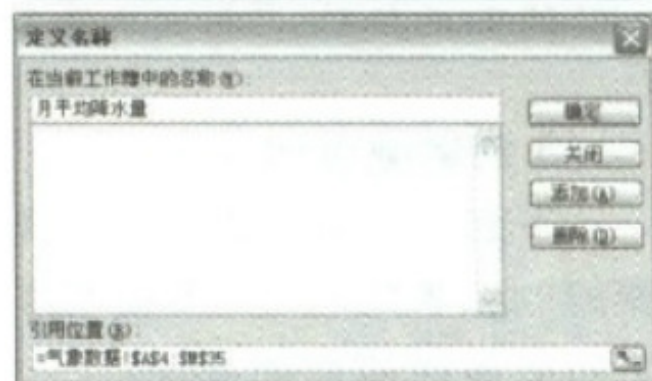 定义名称
在当前工作簿中的名称(W):
月平均降水量
确定
关闭
添加(A)
删除(D)
引用位置(R):
=气象数据!$A$4:$M$35